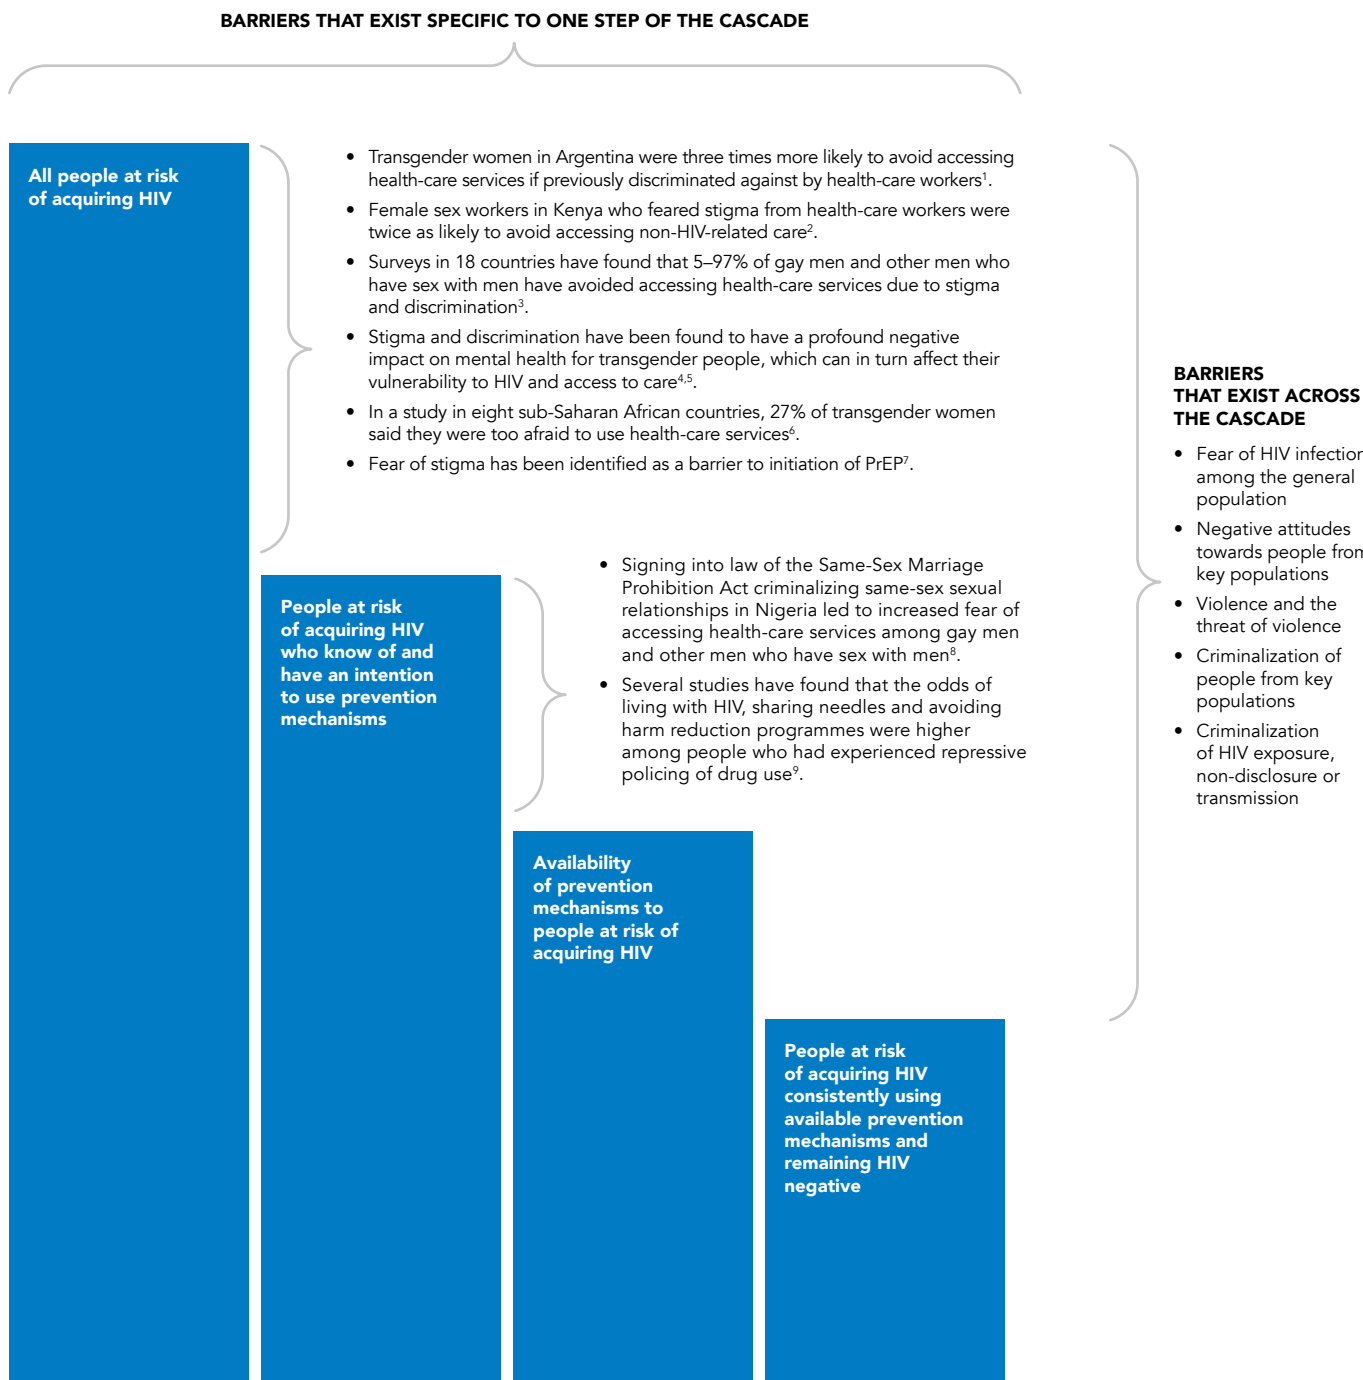 BARRIERS THAT EXIST SPECIFIC TO ONE STEP OF THE CASCADE
All people at risk
of acquiring HIV
• Transgender women in Argentina were three times more likely to avoid accessing
health-care services if previously discriminated against by health-care workers¹.
• Female sex workers in Kenya who feared stigma from health-care workers were
twice as likely to avoid accessing non-HIV-related care².
• Surveys in 18 countries have found that 5–97% of gay men and other men who
have sex with men have avoided accessing health-care services due to stigma
and discrimination³.
• Stigma and discrimination have been found to have a profound negative
impact on mental health for transgender people, which can in turn affect their
vulnerability to HIV and access to care⁴,⁵.
• In a study in eight sub-Saharan African countries, 27% of transgender women
said they were too afraid to use health-care services⁶.
• Fear of stigma has been identified as a barrier to initiation of PrEP⁷.
People at risk
of acquiring HIV
who know of and
have an intention
to use prevention
mechanisms
• Signing into law of the Same-Sex Marriage
Prohibition Act criminalizing same-sex sexual
relationships in Nigeria led to increased fear of
accessing health-care services among gay men
and other men who have sex with men⁸.
• Several studies have found that the odds of
living with HIV, sharing needles and avoiding
harm reduction programmes were higher
among people who had experienced repressive
policing of drug use⁹.
Availability
of prevention
mechanisms to
people at risk of
acquiring HIV
People at risk
of acquiring HIV
consistently using
available prevention
mechanisms and
remaining HIV
negative
BARRIERS
THAT EXIST ACROSS
THE CASCADE
• Fear of HIV infection
among the general
population
• Negative attitudes
towards people from
key populations
• Violence and the
threat of violence
• Criminalization of
people from key
populations
• Criminalization
of HIV exposure,
non-disclosure or
transmission